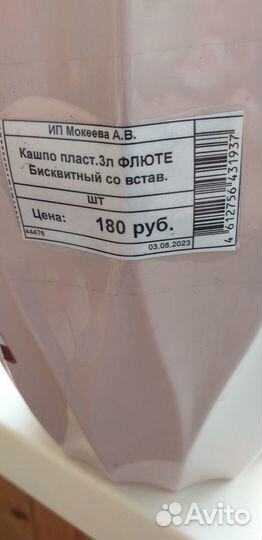 ИП Мокеева А.В.
Кашпо пласт.3л ФЛЮТЕ
Бисквитный со встав.
шт
Цена: 180 руб.
44476 03.08.2023
4 612756 431937
Avito